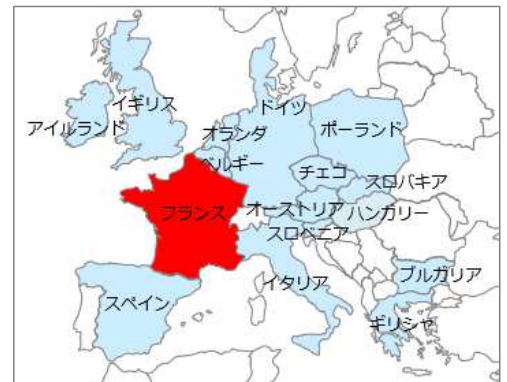 イギリス
アイルランド
ドイツ
オランダ
ポーランド
ベルギー
チェコ
スロバキア
フランス
オーストリア
ハンガリー
スロベニア
イタリア
ブルガリア
スペイン
ギリシャ